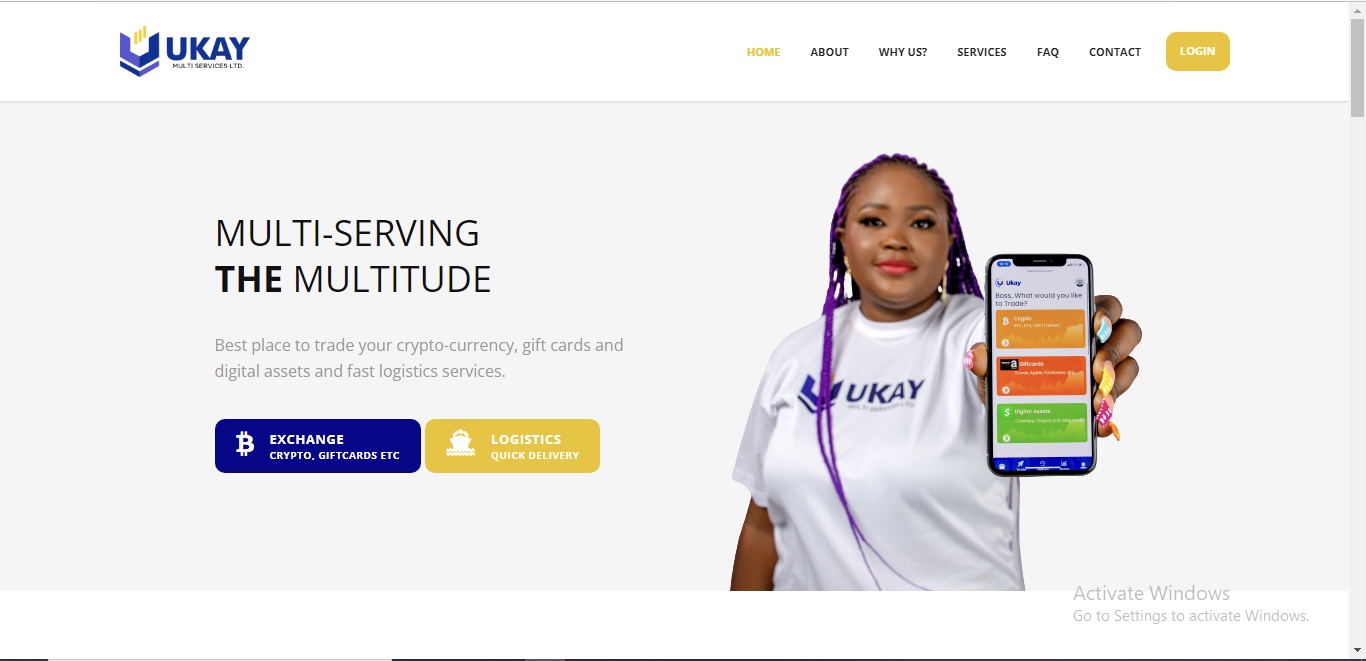 UKAY
MULTI SERVICES LTD.
HOME
ABOUT
WHY US?
SERVICES
FAQ
CONTACT
LOGIN
MULTI-SERVING
THE MULTITUDE
Best place to trade your crypto-currency, gift cards and
digital assets and fast logistics services.
EXCHANGE
CRYPTO, GIFTCARDS ETC
LOGISTICS
QUICK DELIVERY
UKAY
MULTI SERVICES LTD.
Ukay
Boss, What would you like
to Trade?
Crypto
Giftcards
Digital Assets
Activate Windows
Go to Settings to activate Windows.